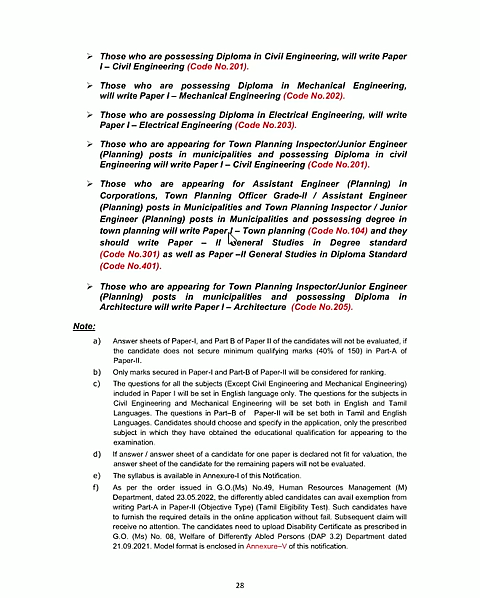 ➢ Those who are possessing Diploma in Civil Engineering, will write Paper
I – Civil Engineering (Code No.201).
➢ Those who are possessing Diploma in Mechanical Engineering,
will write Paper I – Mechanical Engineering (Code No.202).
➢ Those who are possessing Diploma in Electrical Engineering, will write
Paper I – Electrical Engineering (Code No.203).
➢ Those who are appearing for Town Planning Inspector/Junior Engineer
(Planning) posts in municipalities and possessing Diploma in civil
Engineering will write Paper I – Civil Engineering (Code No.201).
➢ Those who are appearing for Assistant Engineer (Planning) in
Corporations, Town Planning Officer Grade-II / Assistant Engineer
(Planning) posts in Municipalities and Town Planning Inspector / Junior
Engineer (Planning) posts in Municipalities and possessing degree in
town planning will write Paper I – Town planning (Code No.104) and they
should write Paper – II General Studies in Degree standard
(Code No.301) as well as Paper –II General Studies in Diploma Standard
(Code No.401).
➢ Those who are appearing for Town Planning Inspector/Junior Engineer
(Planning) posts in municipalities and possessing Diploma in
Architecture will write Paper I – Architecture (Code No.205).
Note:
a) Answer sheets of Paper-I, and Part B of Paper II of the candidates will not be evaluated, if
the candidate does not secure minimum qualifying marks (40% of 150) in Part-A of
Paper-II.
b) Only marks secured in Paper-I and Part-B of Paper-II will be considered for ranking.
c) The questions for all the subjects (Except Civil Engineering and Mechanical Engineering)
included in Paper I will be set in English language only. The questions for the subjects in
Civil Engineering and Mechanical Engineering will be set both in English and Tamil
Languages. The questions in Part–B of Paper-II will be set both in Tamil and English
Languages. Candidates should choose and specify in the application, only the prescribed
subject in which they have obtained the educational qualification for appearing to the
examination.
d) If answer / answer sheet of a candidate for one paper is declared not fit for valuation, the
answer sheet of the candidate for the remaining papers will not be evaluated.
e) The syllabus is available in Annexure-I of this Notification.
f) As per the order issued in G.O.(Ms) No.49, Human Resources Management (M)
Department, dated 23.05.2022, the differently abled candidates can avail exemption from
writing Part-A in Paper-II (Objective Type) (Tamil Eligibility Test). Such candidates have
to furnish the required details in the online application without fail. Subsequent claim will
receive no attention. The candidates need to upload Disability Certificate as prescribed in
G.O. (Ms) No. 08, Welfare of Differently Abled Persons (DAP 3.2) Department dated
21.09.2021. Model format is enclosed in Annexure–V of this notification.
28